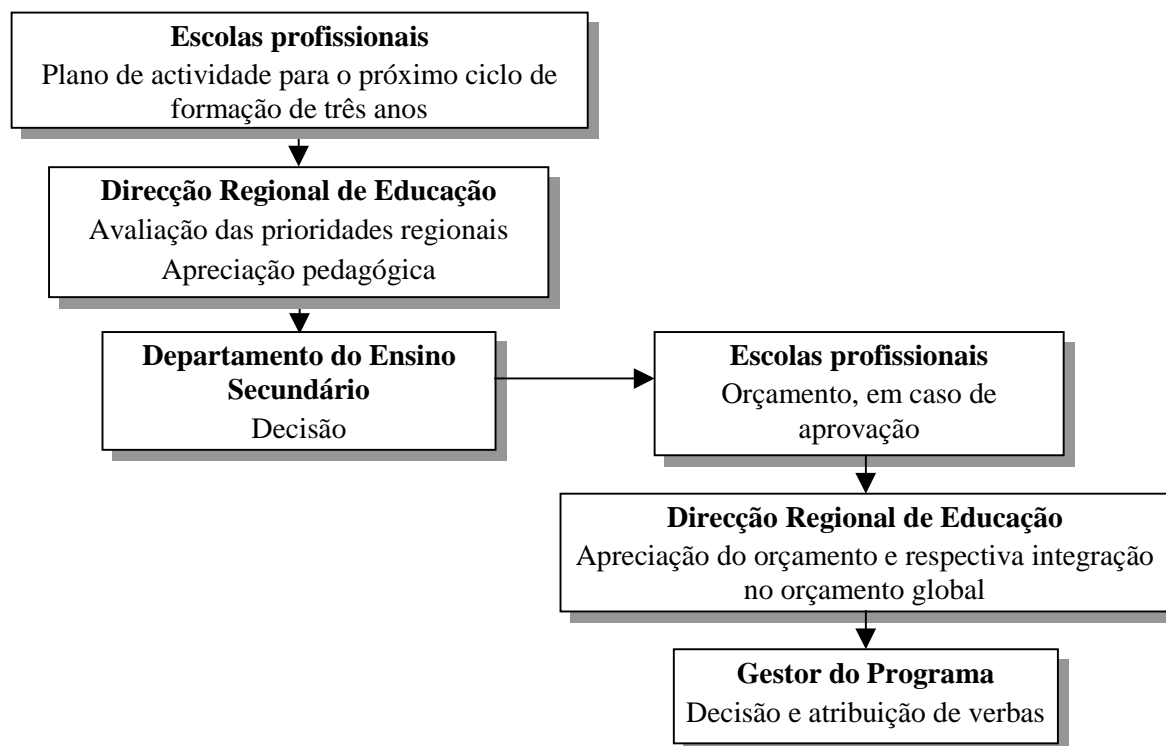 Escolas profissionais
Plano de actividade para o próximo ciclo de
formação de três anos
Direcção Regional de Educação
Avaliação das prioridades regionais
Apreciação pedagógica
Departamento do Ensino
Secundário
Decisão
Escolas profissionais
Orçamento, em caso de
aprovação
Direcção Regional de Educação
Apreciação do orçamento e respectiva integração
no orçamento global
Gestor do Programa
Decisão e atribuição de verbas